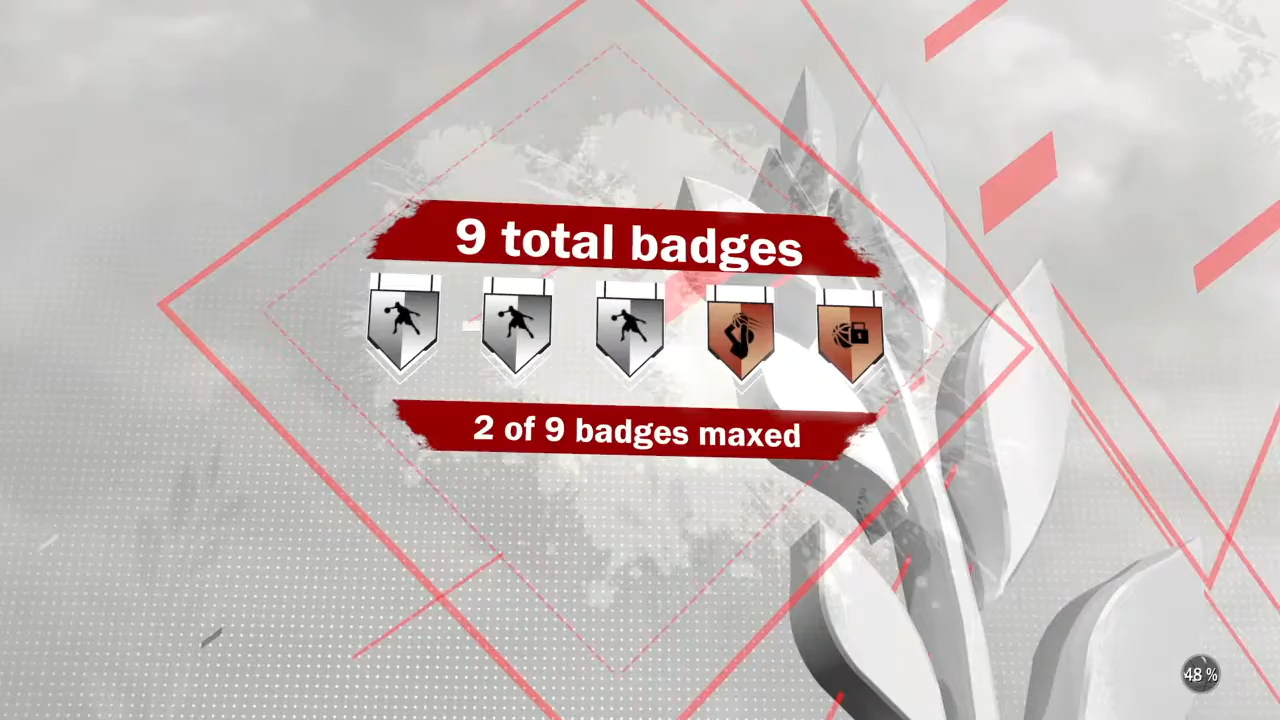 9 total badges
2 of 9 badges maxed
48 %